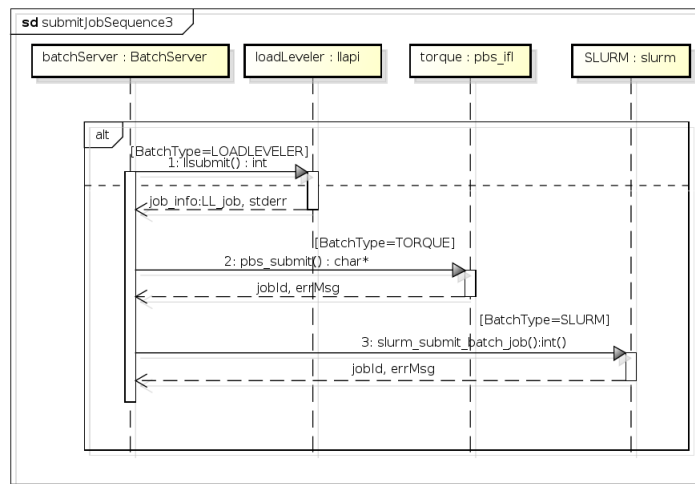 sd submitJobSequence3
batchServer : BatchServer
loadLeveler : llapi
torque : pbs_ifl
SLURM : slurm
alt
[BatchType=LOADLEVELER]
1: llsubmit() : int
job_info:LL_job, stderr
[BatchType=TORQUE]
2: pbs_submit() : char*
jobId, errMsg
[BatchType=SLURM]
3: slurm_submit_batch_job():int()
jobId, errMsg